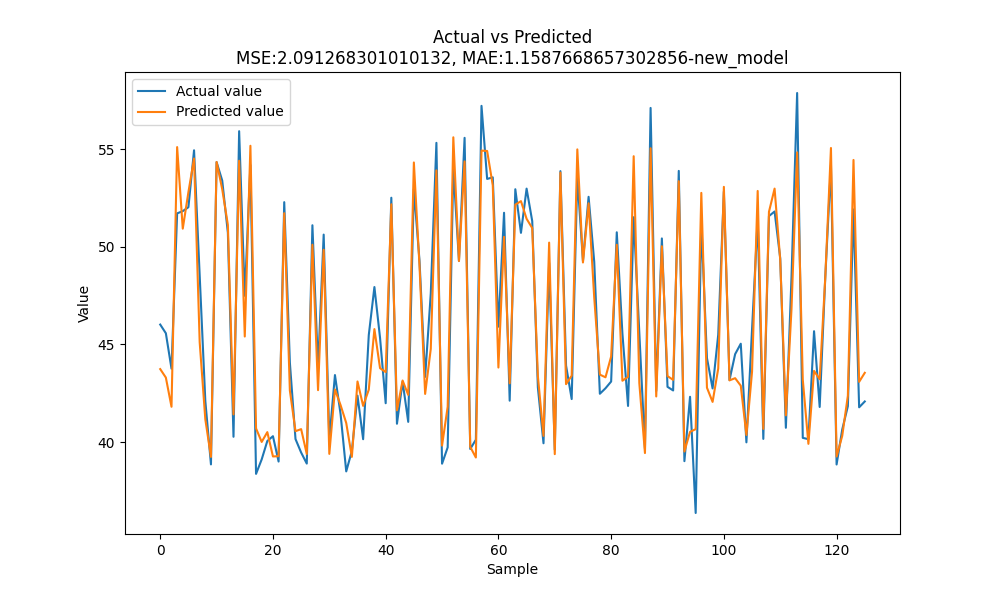 Actual vs Predicted
MSE:2.091268301010132, MAE:1.1587668657302856-new_model
Actual value
Predicted value
Value
55
50
45
40
0 20 40 60 80 100 120
Sample